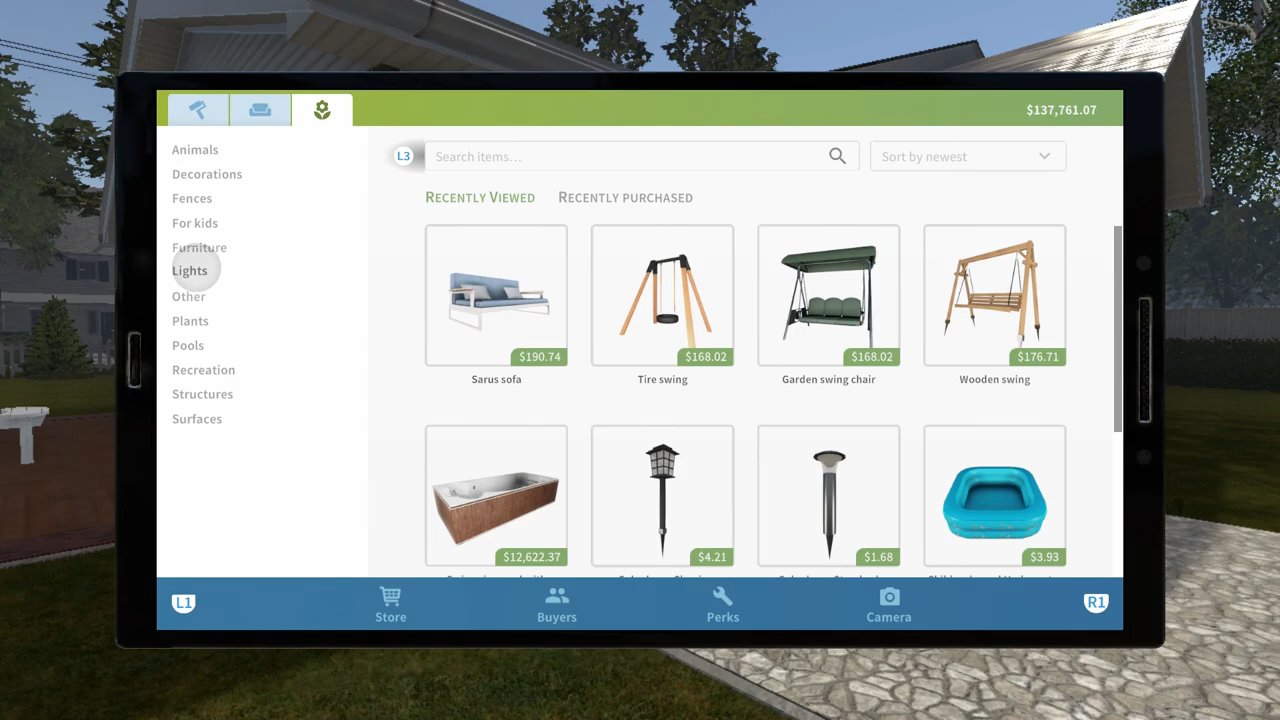 $137,761.07
Animals
Decorations
Fences
For kids
Furniture
Lights
Other
Plants
Pools
Recreation
Structures
Surfaces
L3
Search items...
Sort by newest
RECENTLY VIEWED
RECENTLY PURCHASED
$190.74
$168.02
$168.02
$176.71
Sarus sofa
Tire swing
Garden swing chair
Wooden swing
$12,622.37
$4.21
$1.68
$3.93
L1
Store
Buyers
Perks
Camera
R1